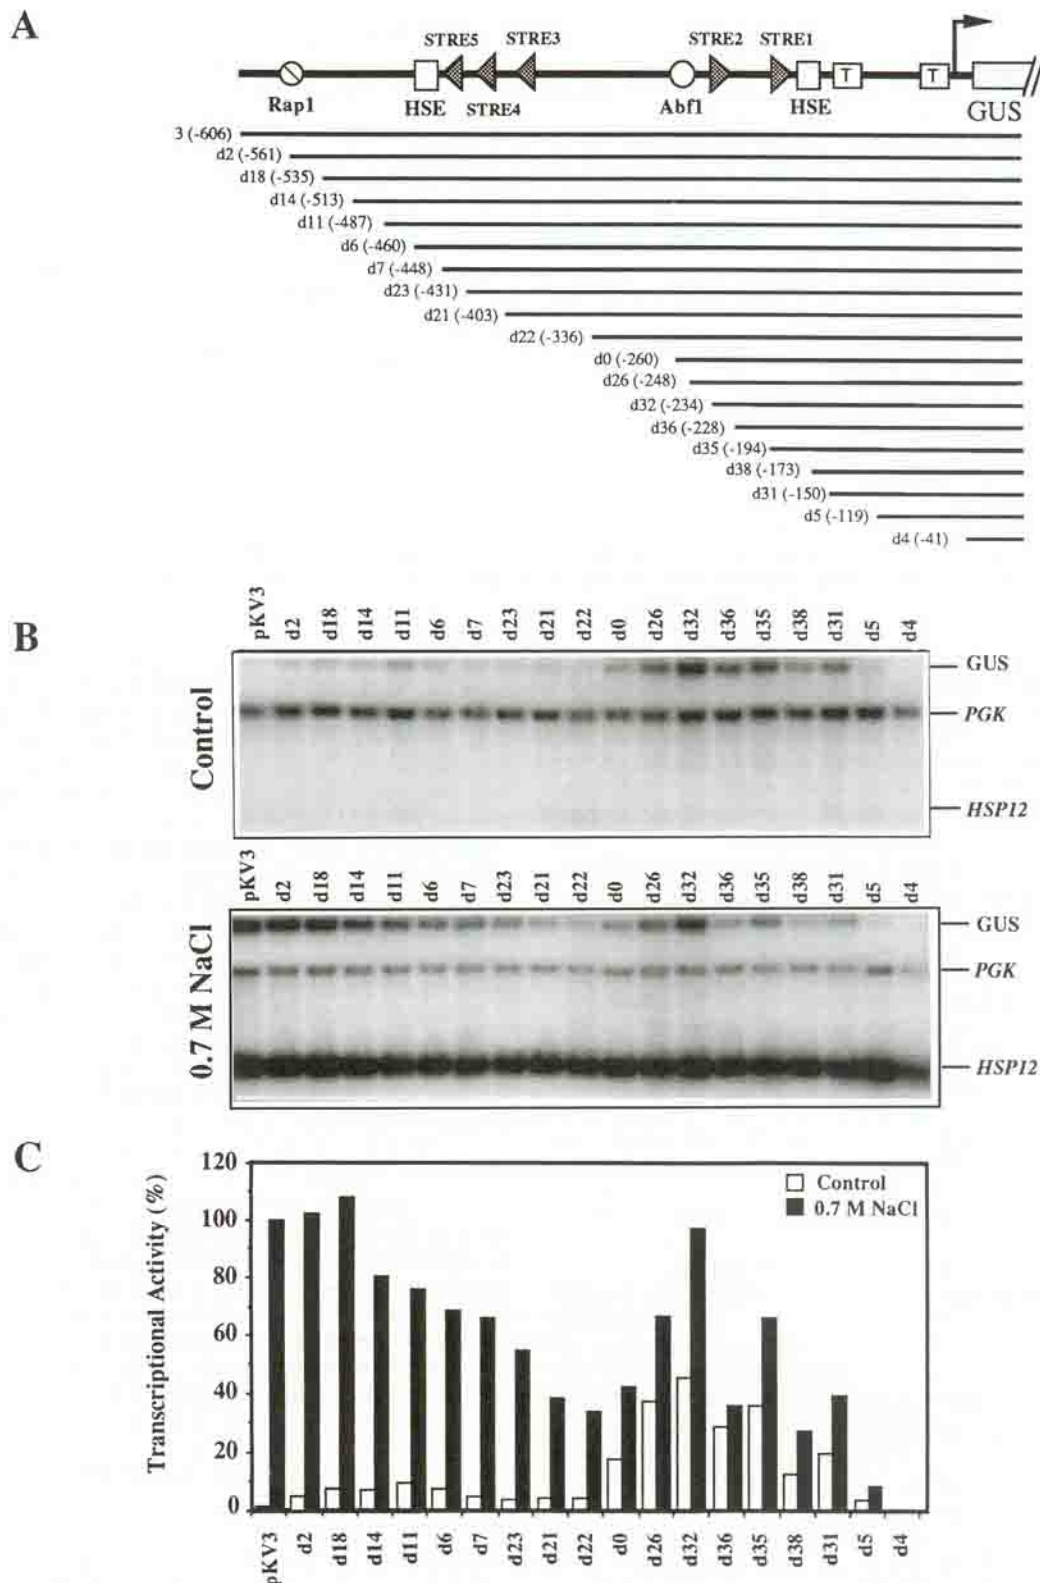 A
STRE5 STRE3 STRE2 STRE1
T T
Rap1 HSE STRE4 Abf1 HSE GUS
3 (-606)
d2 (-561)
d18 (-535)
d14 (-513)
d11 (-487)
d6 (-460)
d7 (-448)
d23 (-431)
d21 (-403)
d22 (-336)
d0 (-260)
d26 (-248)
d32 (-234)
d36 (-228)
d35 (-194)
d38 (-173)
d31 (-150)
d5 (-119)
d4 (-41)
B
pKV3 d2 d18 d14 d11 d6 d7 d23 d21 d22 d0 d26 d32 d36 d35 d38 d31 d5 d4
Control
GUS
PGK
HSP12
pKV3 d2 d18 d14 d11 d6 d7 d23 d21 d22 d0 d26 d32 d36 d35 d38 d31 d5 d4
0.7 M NaCl
GUS
PGK
HSP12
C
Transcriptional Activity (%)
120
100
80
60
40
20
0
Control
0.7 M NaCl
pKV3 d2 d18 d14 d11 d6 d7 d23 d21 d22 d0 d26 d32 d36 d35 d38 d31 d5 d4